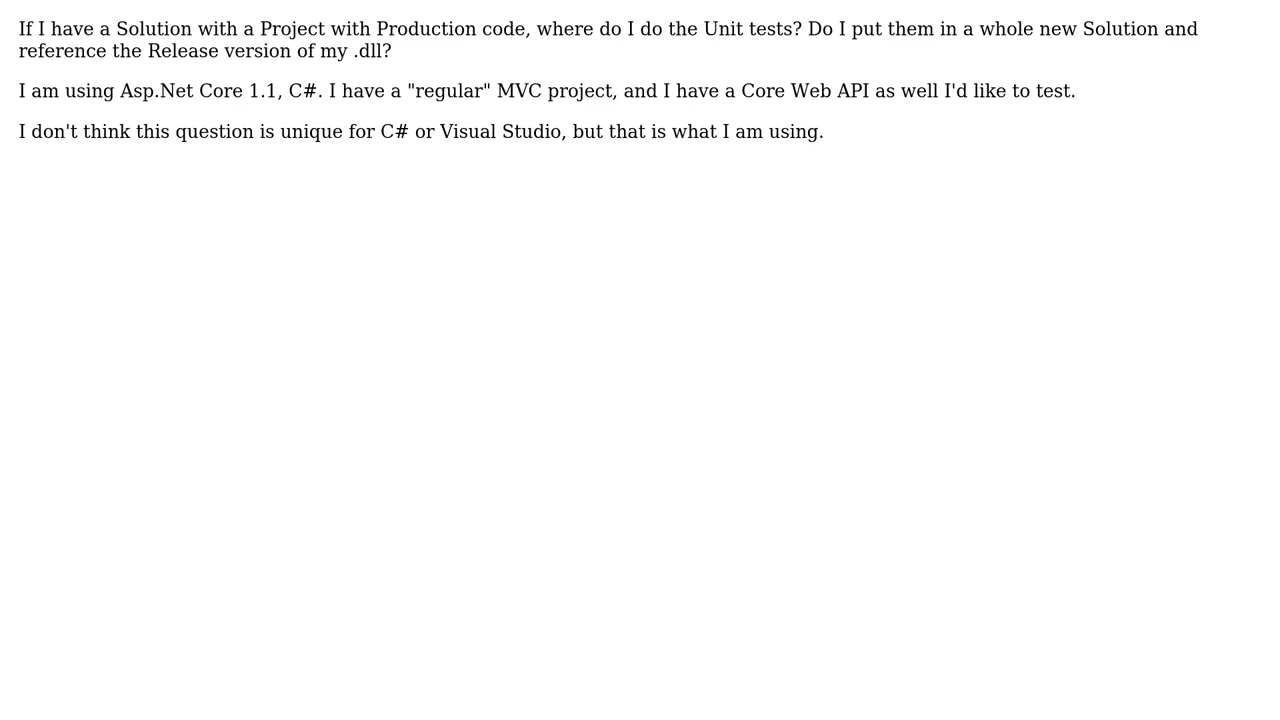 If I have a Solution with a Project with Production code, where do I do the Unit tests? Do I put them in a whole new Solution and
reference the Release version of my .dll?
I am using Asp.Net Core 1.1, C#. I have a "regular" MVC project, and I have a Core Web API as well I'd like to test.
I don't think this question is unique for C# or Visual Studio, but that is what I am using.